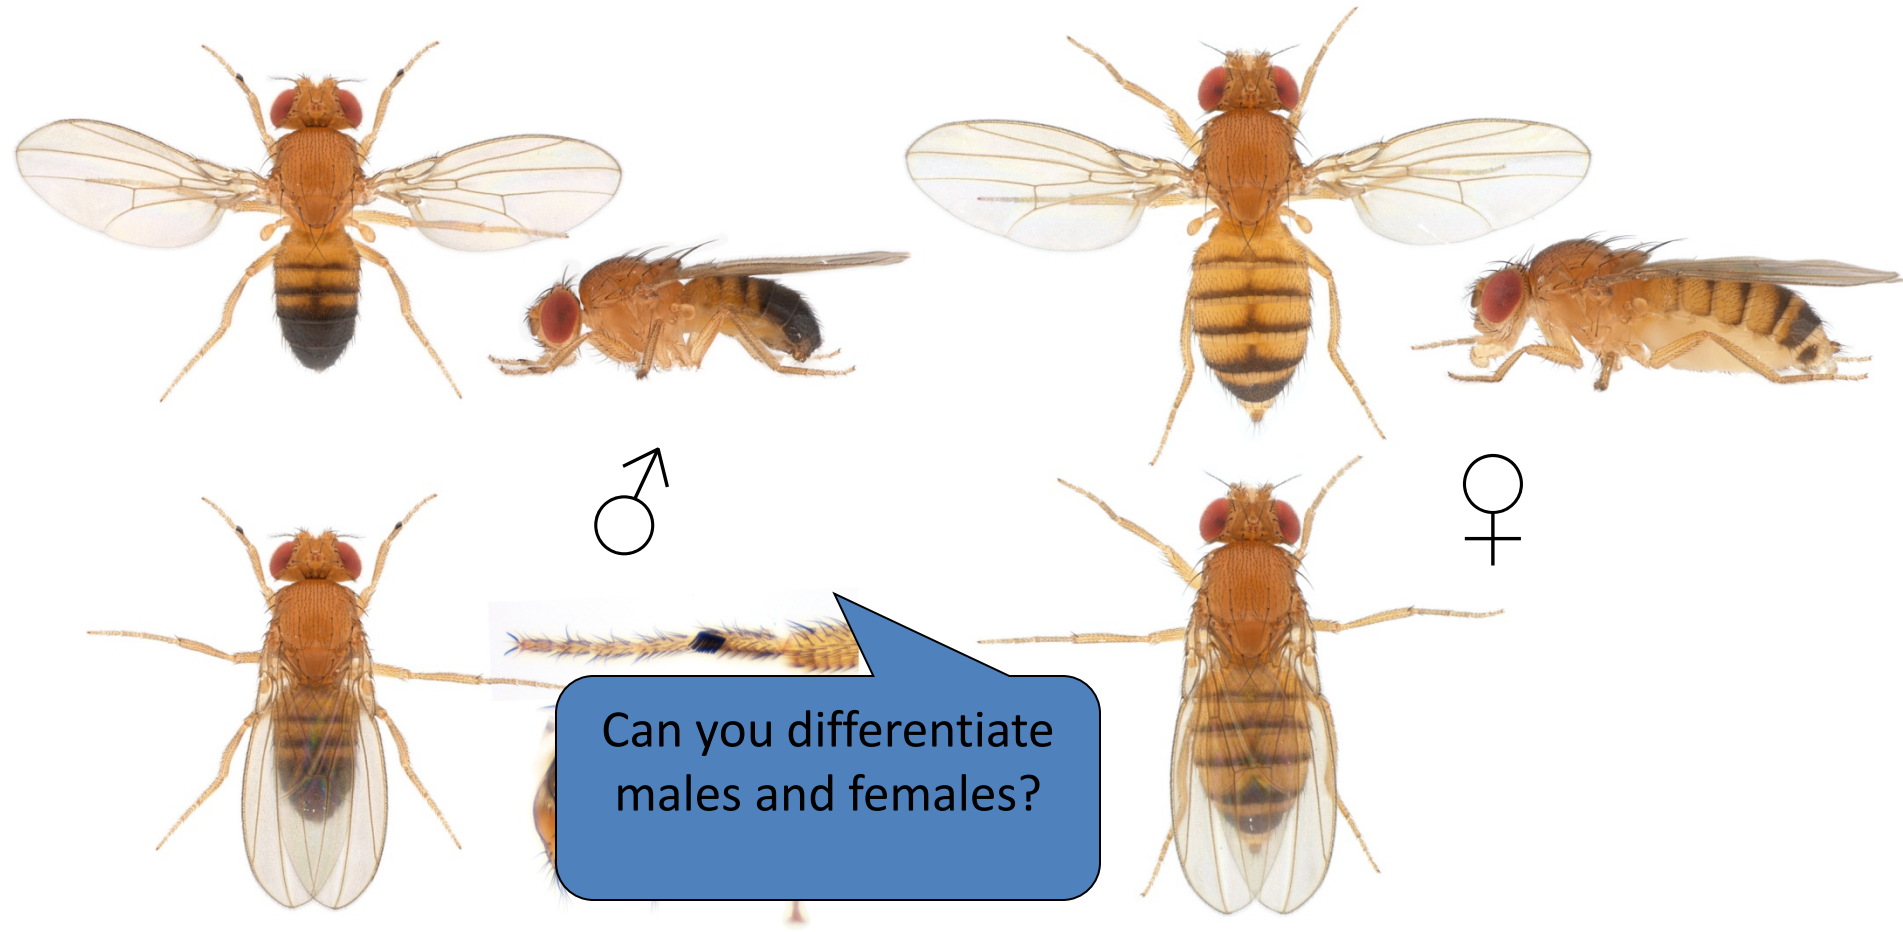 ♂
♀
Can you differentiate
males and females?